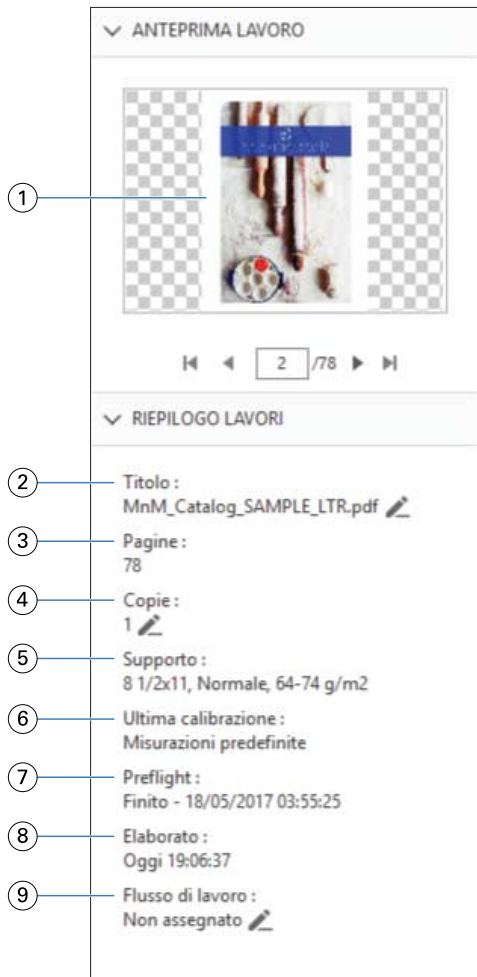 ANTEPRIMA LAVORO
1
2 /78
RIEPILOGO LAVORI
2 Titolo :
MnM_Catalog_SAMPLE_LTR.pdf
3 Pagine :
78
4 Copie :
1
5 Supporto :
8 1/2x11, Normale, 64-74 g/m2
6 Ultima calibrazione :
Misurazioni predefinite
7 Preflight :
Finito - 18/05/2017 03:55:25
8 Elaborato :
Oggi 19:06:37
9 Flusso di lavoro :
Non assegnato